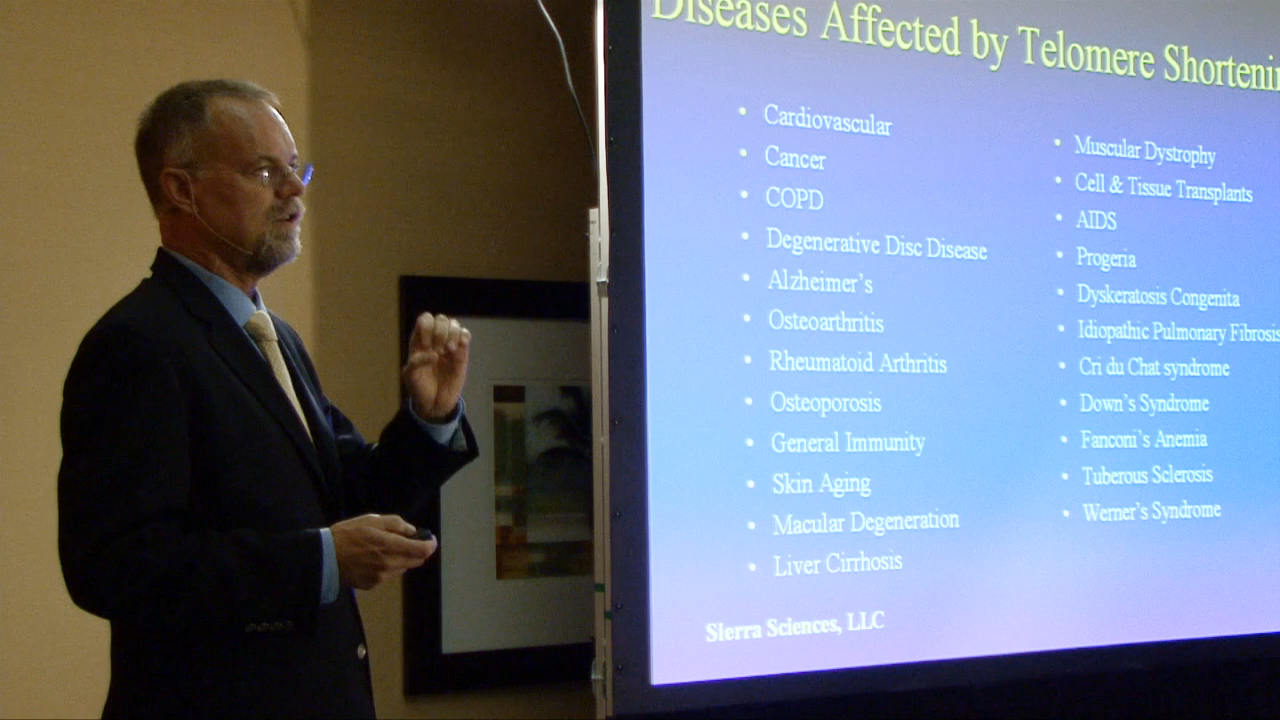 Diseases Affected by Telomere Shortenin
• Cardiovascular
• Cancer
• COPD
• Degenerative Disc Disease
• Alzheimer's
• Osteoarthritis
• Rheumatoid Arthritis
• Osteoporosis
• General Immunity
• Skin Aging
• Macular Degeneration
• Liver Cirrhosis
• Muscular Dystrophy
• Cell & Tissue Transplants
• AIDS
• Progeria
• Dyskeratosis Congenita
• Idiopathic Pulmonary Fibrosis
• Cri du Chat syndrome
• Down's Syndrome
• Fanconi's Anemia
• Tuberous Sclerosis
• Werner's Syndrome
Sierra Sciences, LLC